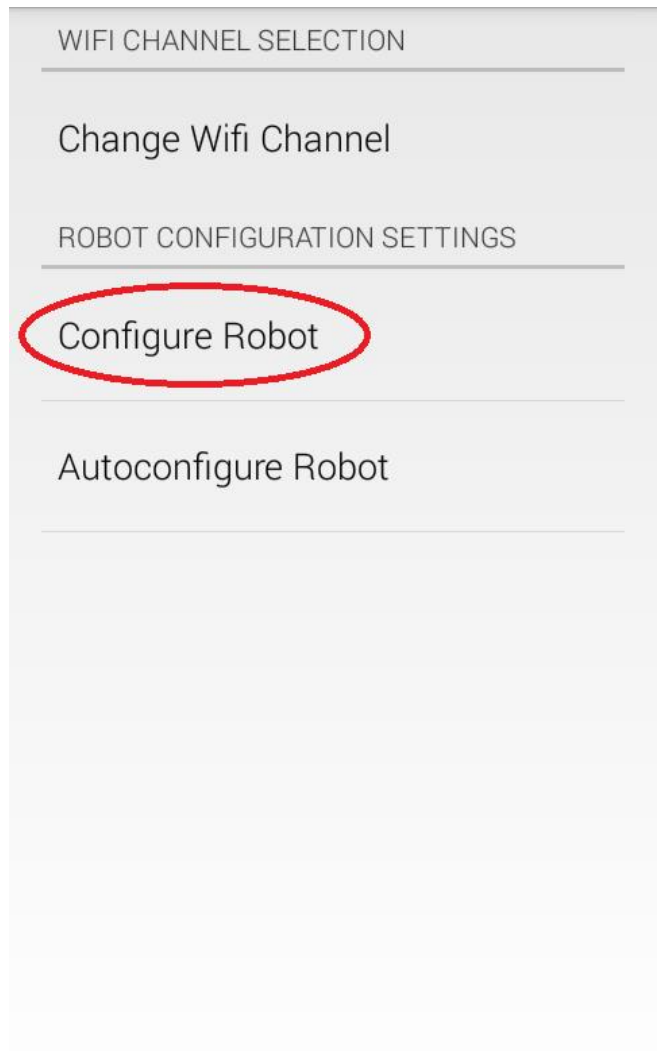 WIFI CHANNEL SELECTION
Change Wifi Channel
ROBOT CONFIGURATION SETTINGS
Configure Robot
Autoconfigure Robot